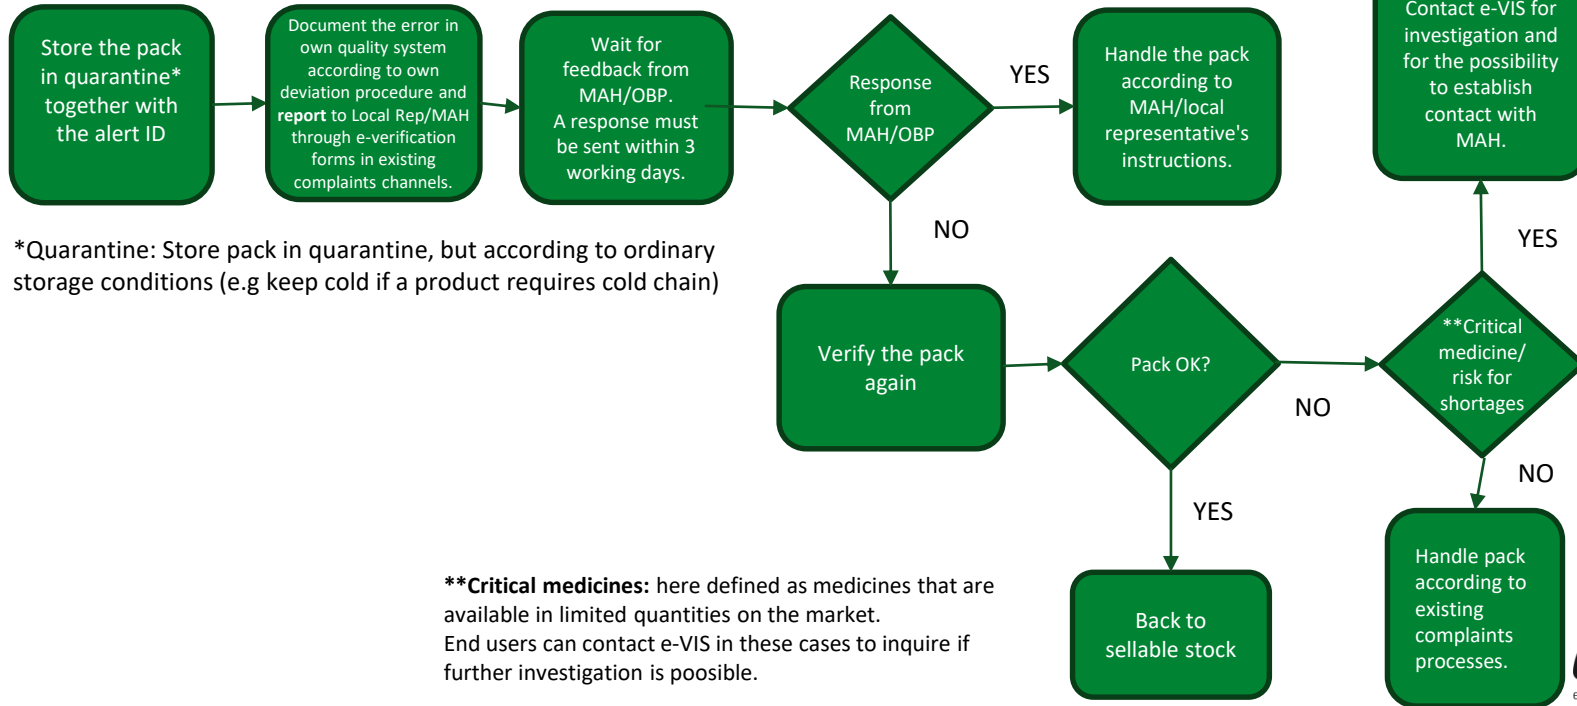 Store the pack
in quarantine*
together with
the alert ID
Document the error in
own quality system
according to own
deviation procedure and
report to Local Rep/MAH
through e-verification
forms in existing
complaints channels.
Wait for
feedback from
MAH/OBP.
A response must
be sent within 3
working days.
Response
from
MAH/OBP
YES
Handle the pack
according to
MAH/local
representative's
instructions.
Contact e-VIS for
investigation and
for the possibility
to establish
contact with
MAH.
NO
YES
*Quarantine: Store pack in quarantine, but according to ordinary
storage conditions (e.g keep cold if a product requires cold chain)
Verify the pack
again
Pack OK?
NO
**Critical
medicine/
risk for
shortages
YES
NO
**Critical medicines: here defined as medicines that are
available in limited quantities on the market.
End users can contact e-VIS in these cases to inquire if
further investigation is poosible.
Back to
sellable stock
Handle pack
according to
existing
complaints
processes.